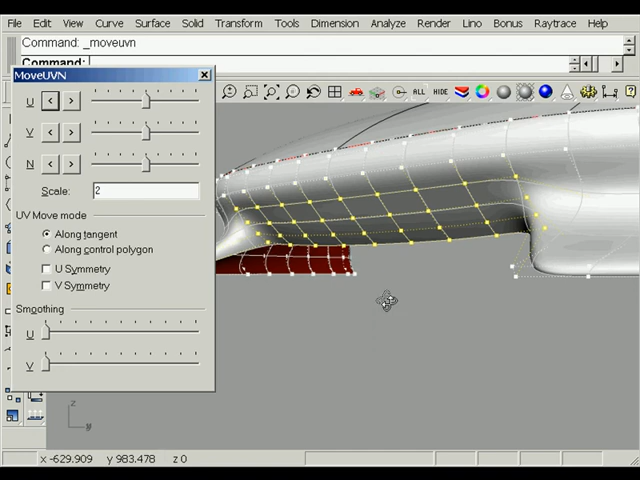 File Edit View Curve Surface Solid Transform Tools Dimension Analyze Render Lino Bonus Raytrace Help
Command: _moveuvn
Command:
MoveUVN
ALL HIDE
U < >
V < >
N < >
Scale: 2
UV Move mode
Along tangent
Along control polygon
U Symmetry
V Symmetry
Smoothing
U
V
z
x -629.909 y 983.478 z 0